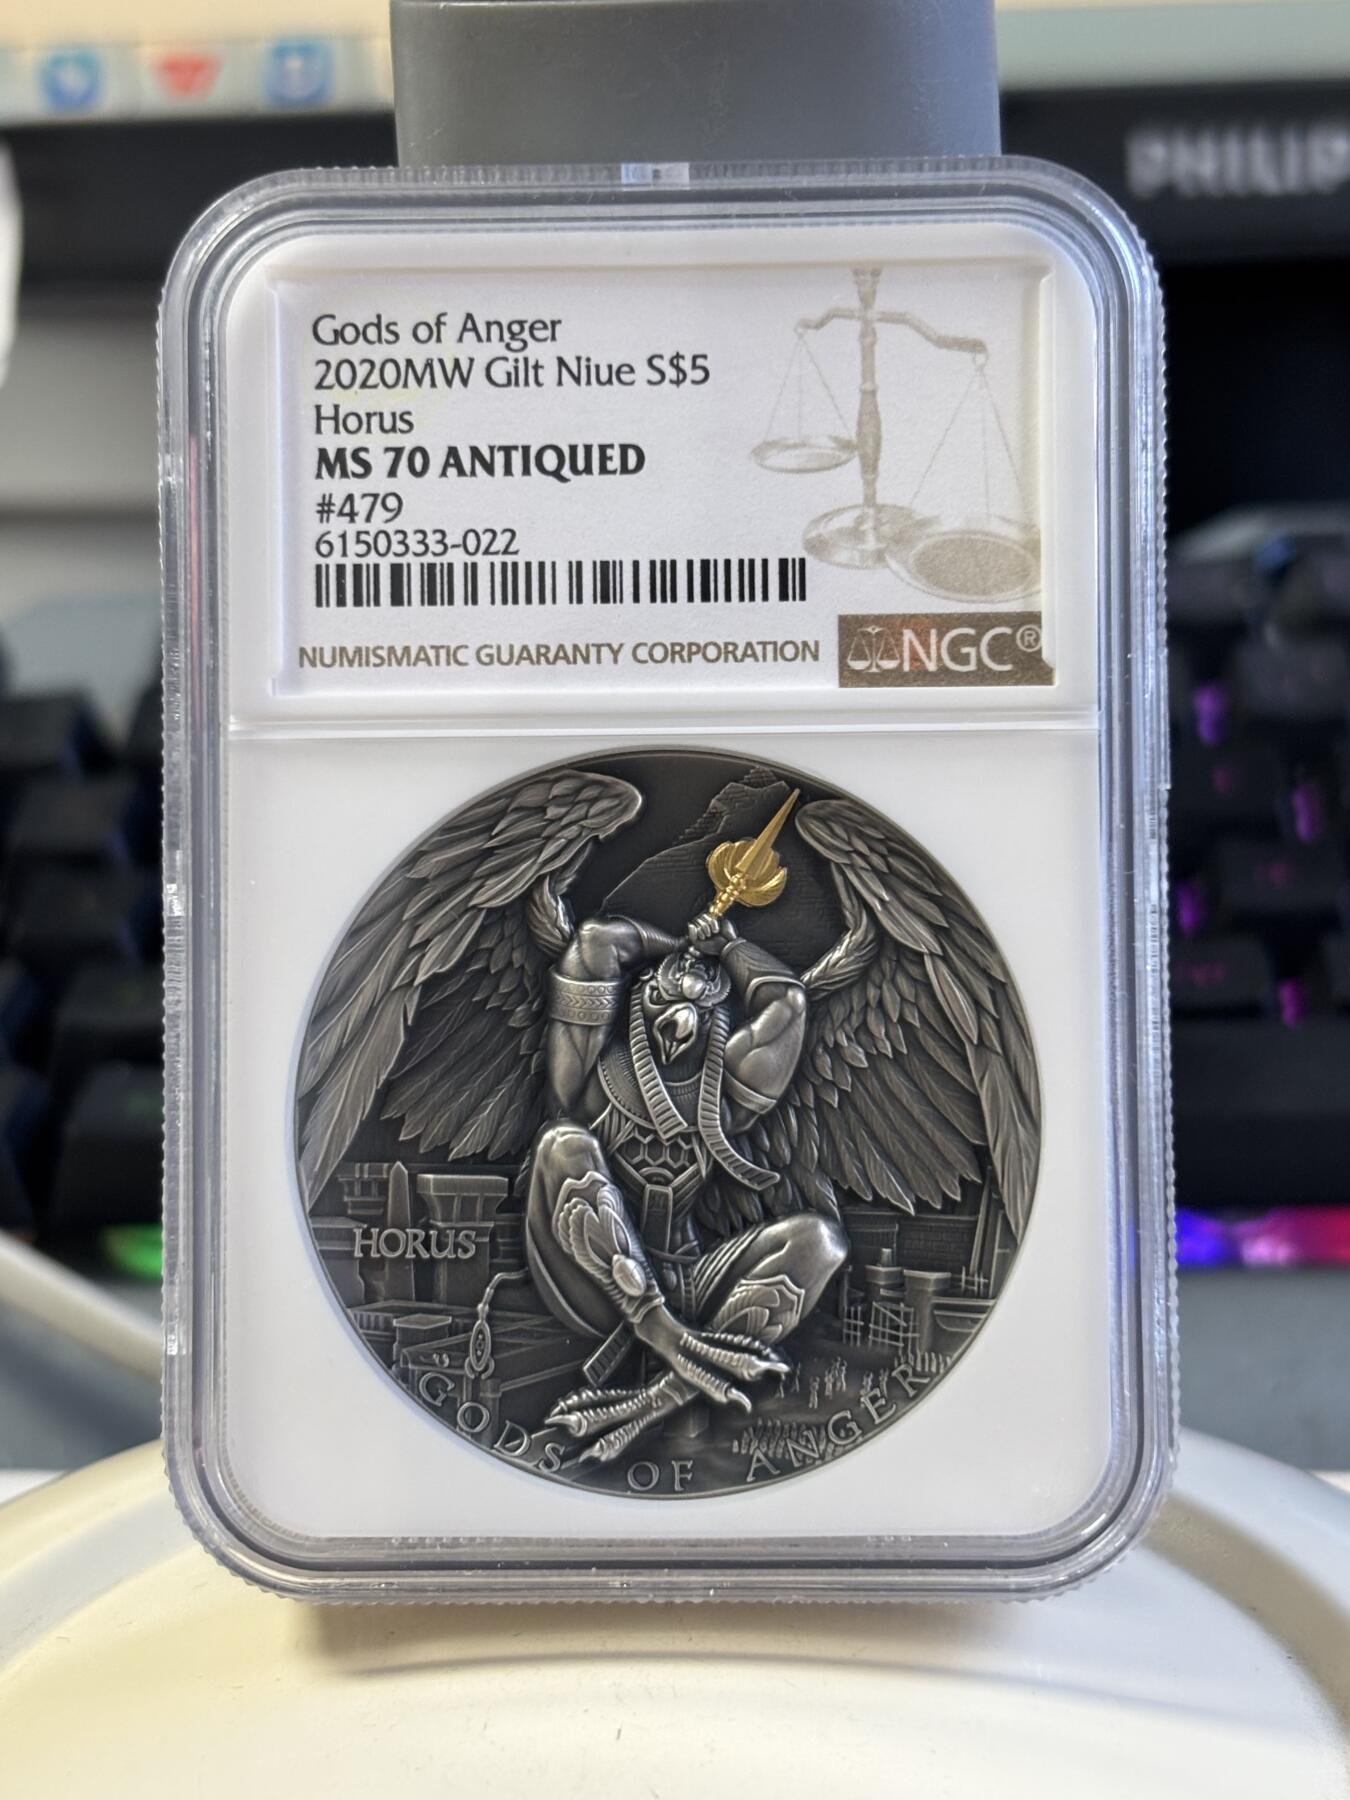 PHILIP
Gods of Anger
2020MW Gilt Niue S$5
Horus
MS 70 ANTIQUED
#479
6150333-022
NUMISMATIC GUARANTY CORPORATION
NGC®
HORUS
GODS OF ANGER